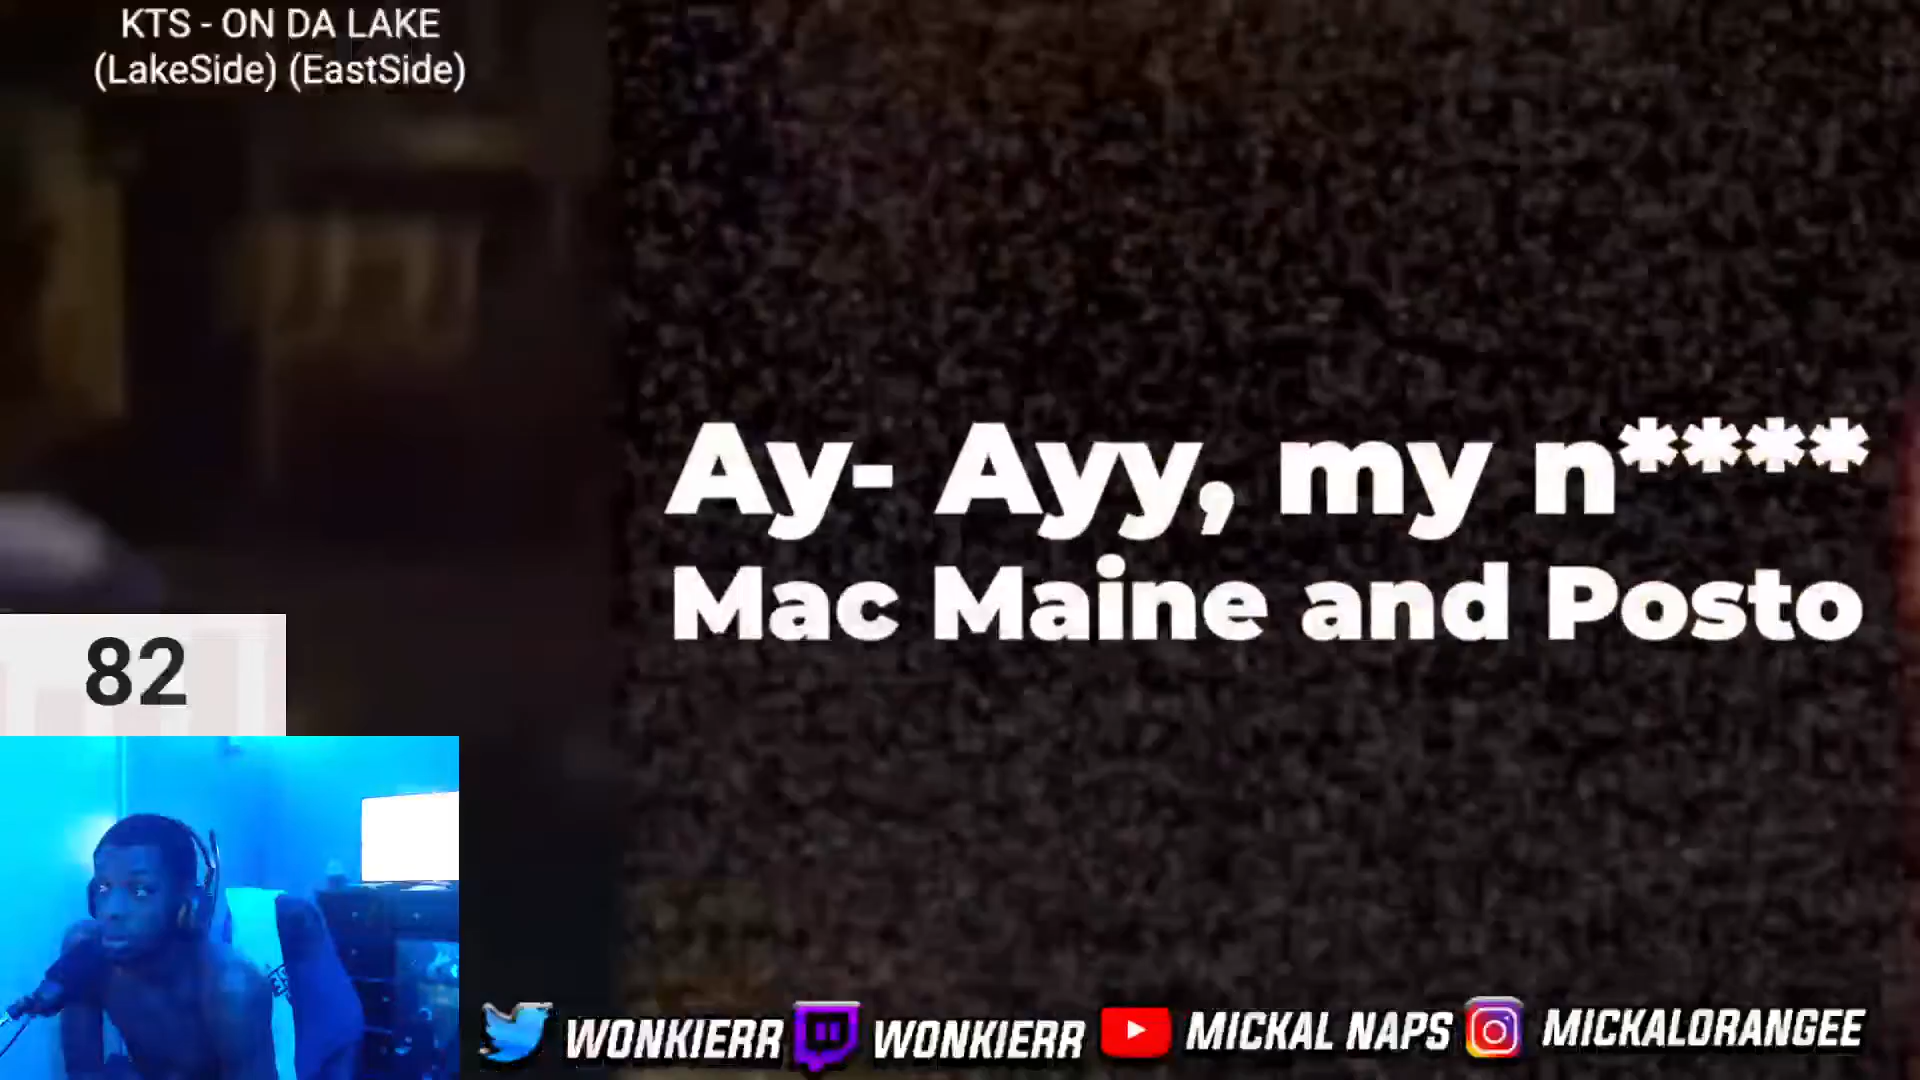 KTS - ON DA LAKE
(LakeSide) (EastSide)
Ay- Ayy, my n****
Mac Maine and Posto
82
WONKIERR WONKIERR MICKAL NAPS MICKALORANGEE